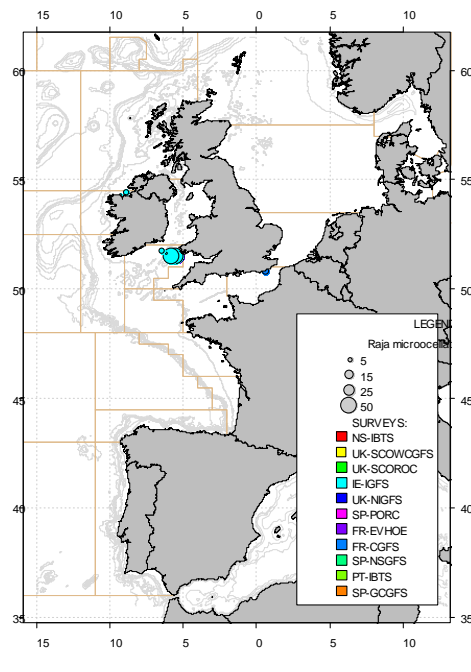 15 10 5 0 5 10
60 60
55 55
50 50
45
40
35 35
LEGEN
Raja microocella
5
15
25
50
SURVEYS:
NS-IBTS
UK-SCOWCGFS
UK-SCOROC
IE-IGFS
UK-NIGFS
SP-PORC
FR-EVHOE
FR-CGFS
SP-NSGFS
PT-IBTS
SP-GCGFS
45
40
15 10 5 0 5 10